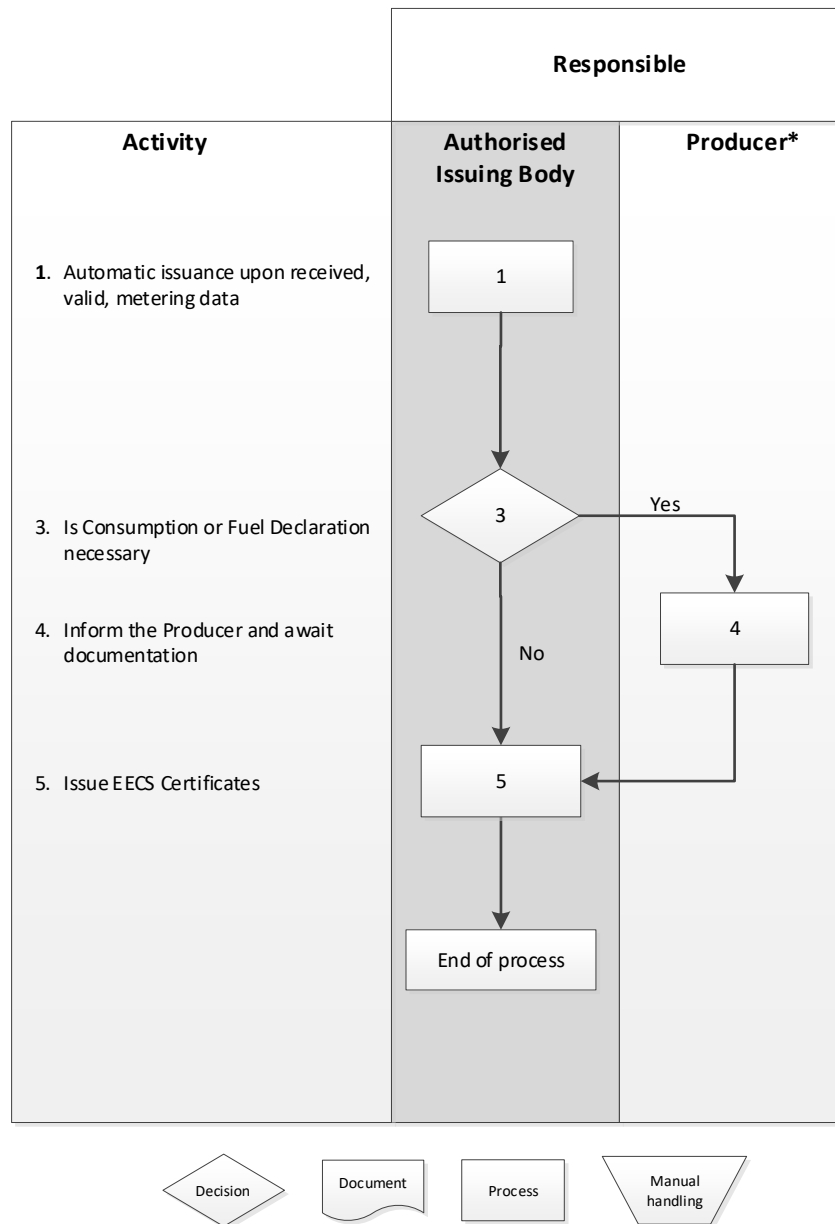 Responsible
Activity
Authorised
Issuing Body
Producer*
1. Automatic issuance upon received,
valid, metering data
1
3. Is Consumption or Fuel Declaration
necessary
3
Yes
4. Inform the Producer and await
documentation
4
No
5. Issue EECS Certificates
5
End of process
Decision
Document
Process
Manual
handling